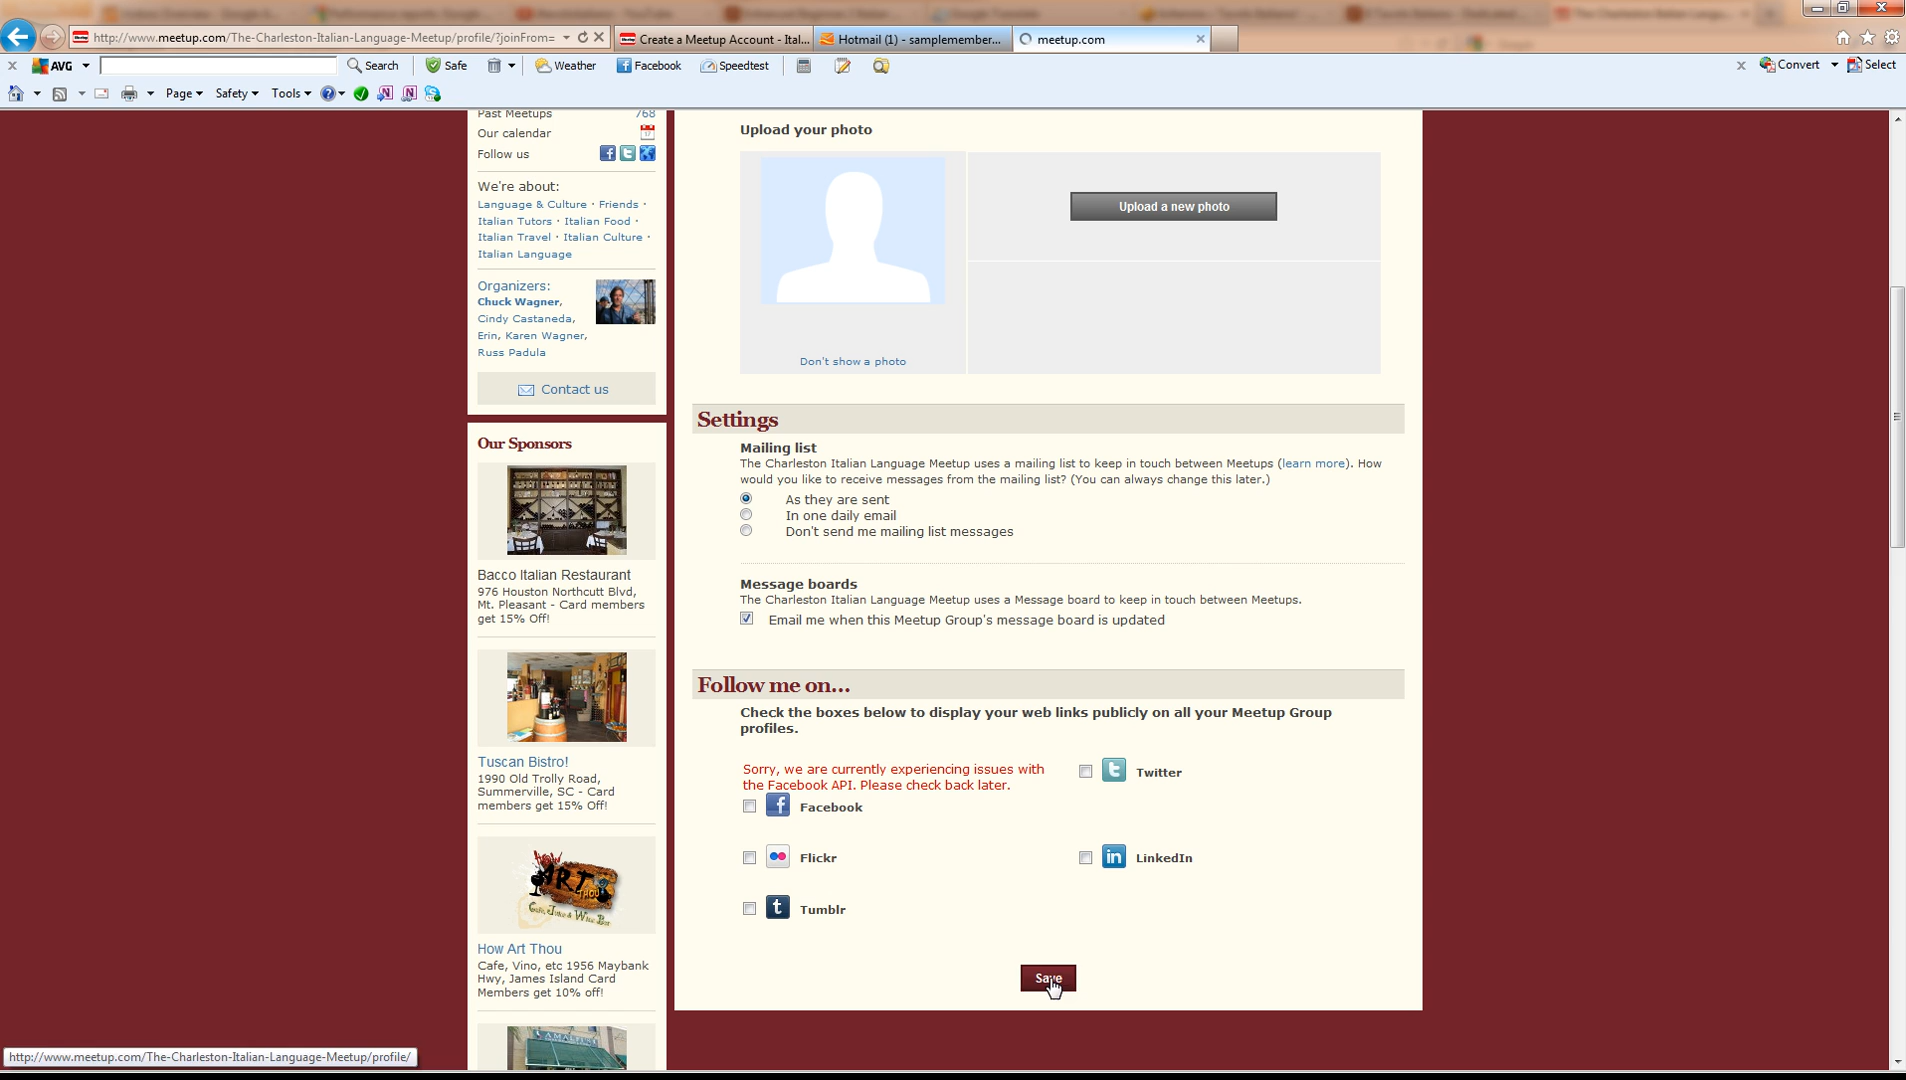 http://www.meetup.com/The-Charleston-Italian-Language-Meetup/profile/?joinFrom=
Create a Meetup Account - Ital...
Hotmail (1) - samplemember...
meetup.com
AVG
Search
Safe
Weather
Facebook
Speedtest
Convert
Select
Page
Safety
Tools
Past Meetups 768
Our calendar
Follow us
We're about:
Language & Culture · Friends ·
Italian Tutors · Italian Food ·
Italian Travel · Italian Culture ·
Italian Language
Organizers:
Chuck Wagner,
Cindy Castaneda,
Erin, Karen Wagner,
Russ Padula
Contact us
Our Sponsors
Bacco Italian Restaurant
976 Houston Northcutt Blvd,
Mt. Pleasant - Card members
get 15% Off!
Tuscan Bistro!
1990 Old Trolly Road,
Summerville, SC - Card
members get 15% Off!
How ART Thou
Cafe, Juke & Wine Bar
How Art Thou
Cafe, Vino, etc 1956 Maybank
Hwy, James Island Card
Members get 10% off!
Upload your photo
Upload a new photo
Don't show a photo
Settings
Mailing list
The Charleston Italian Language Meetup uses a mailing list to keep in touch between Meetups (learn more). How
would you like to receive messages from the mailing list? (You can always change this later.)
As they are sent
In one daily email
Don't send me mailing list messages
Message boards
The Charleston Italian Language Meetup uses a Message board to keep in touch between Meetups.
Email me when this Meetup Group's message board is updated
Follow me on...
Check the boxes below to display your web links publicly on all your Meetup Group
profiles.
Sorry, we are currently experiencing issues with
the Facebook API. Please check back later.
Facebook
Twitter
Flickr
LinkedIn
Tumblr
Save
http://www.meetup.com/The-Charleston-Italian-Language-Meetup/profile/